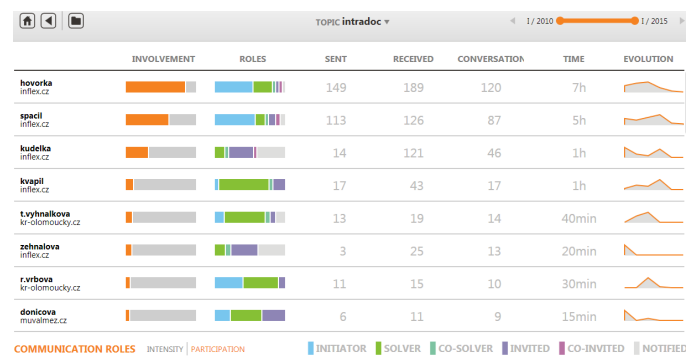 TOPIC intradoc
I / 2010
I / 2015
INVOLVEMENT ROLES SENT RECEIVED CONVERSATION TIME EVOLUTION
hovorka 149 189 120 7h
inflex.cz
spacil 113 126 87 5h
inflex.cz
kudelka 14 121 46 1h
inflex.cz
kvapil 17 43 17 1h
inflex.cz
t.vyhnalkova 13 19 14 40min
kr-olomoucky.cz
zehnalova 3 25 13 20min
inflex.cz
r.vrbova 11 15 10 30min
kr-olomoucky.cz
donicova 6 11 9 15min
muvalmez.cz
COMMUNICATION ROLES INTENSITY PARTICIPATION INITIATOR SOLVER CO-SOLVER INVITED CO-INVITED NOTIFIED